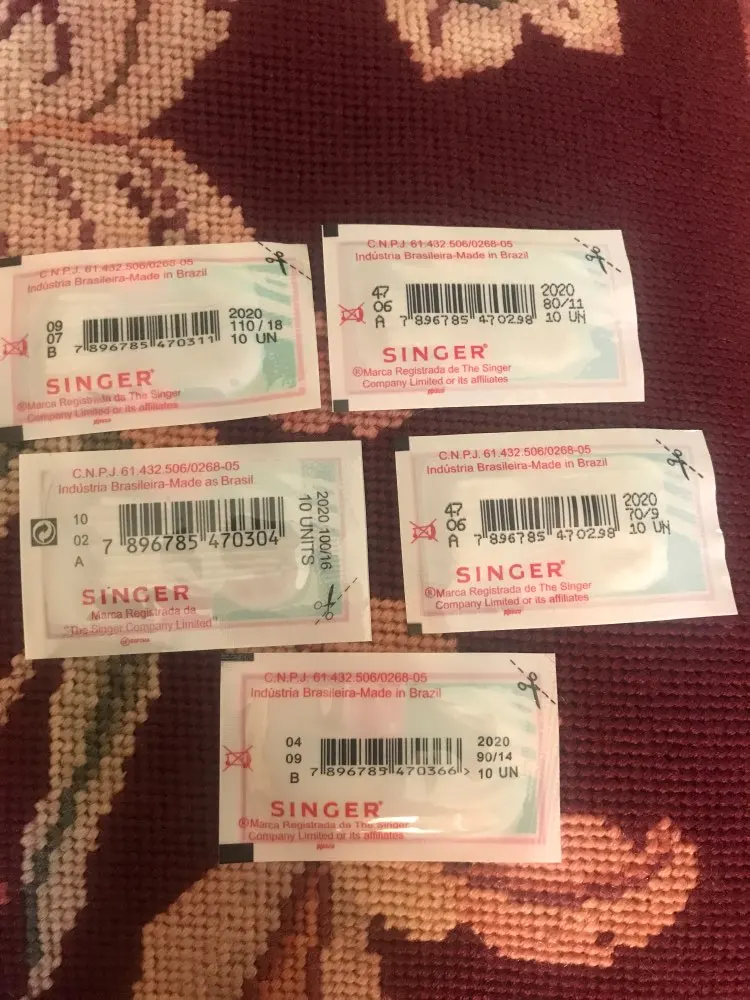 C.N.P.J. 61.432.506/0268-05
Indústria Brasileira-Made in Brazil
09
07
B
7 896785 470311
2020
110/18
10 UN
SINGER®
®Marca Registrada de The Singer
Company Limited or its affiliates
C.N.P.J. 61.432.506/0268-05
Indústria Brasileira-Made in Brazil
47
06
A
7 896785 470298
2020
80/11
10 UN
SINGER®
®Marca Registrada de The Singer
Company Limited or its affiliates
C.N.P.J. 61.432.506/0268-05
Indústria Brasileira-Made as Brasil
10
02
A
7 896785 470304
2020 100/16
10 UNITS
SINGER
Marca Registrada da
"The Singer Company Limited"
C.N.P.J. 61.432.506/0268-05
Indústria Brasileira-Made in Brazil
47
06
A
7 896785 470298
2020
70/9
10 UN
SINGER®
®Marca Registrada de The Singer
Company Limited or its affiliates
C.N.P.J. 61.432.506/0268-05
Indústria Brasileira-Made in Brazil
04
09
B
7 896785 470366 >
2020
90/14
10 UN
SINGER®
®Marca Registrada de The Singer
Company Limited or its affiliates